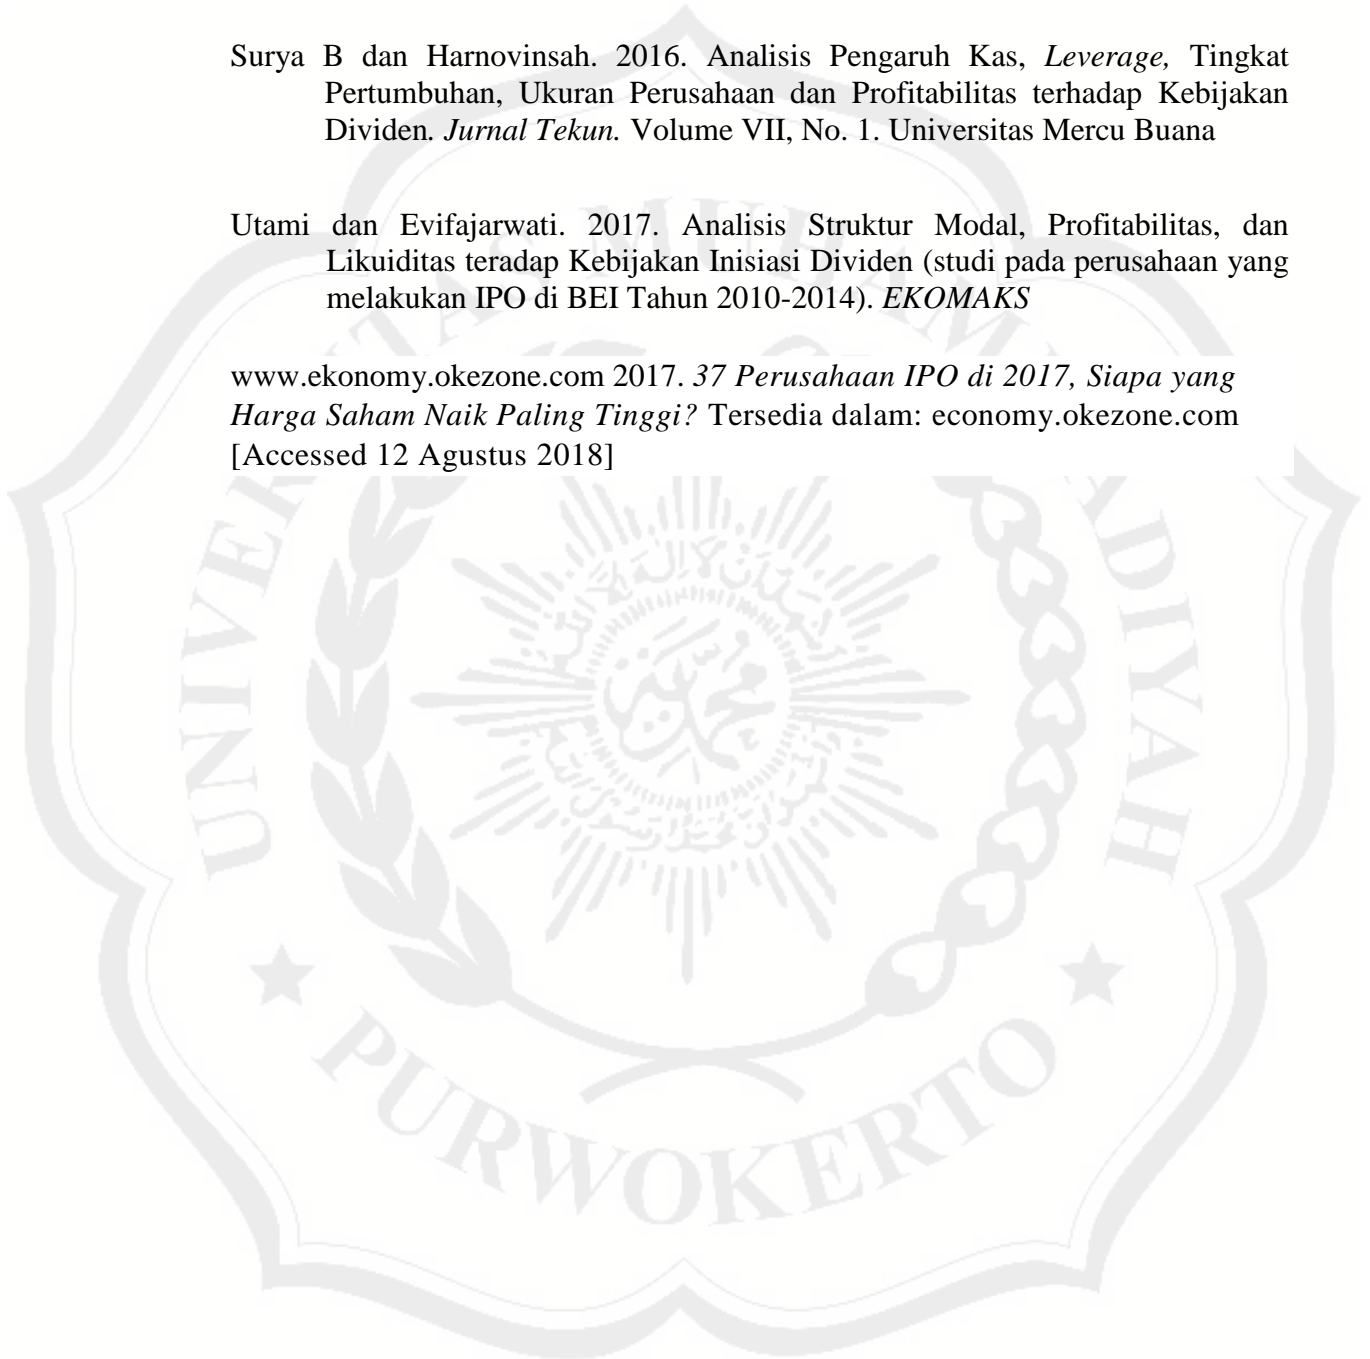 Surya B dan Harnovinsah. 2016. Analisis Pengaruh Kas, Leverage, Tingkat
Pertumbuhan, Ukuran Perusahaan dan Profitabilitas terhadap Kebijakan
Dividen. Jurnal Tekun. Volume VII, No. 1. Universitas Mercu Buana
Utami dan Evifajarwati. 2017. Analisis Struktur Modal, Profitabilitas, dan
Likuiditas teradap Kebijakan Inisiasi Dividen (studi pada perusahaan yang
melakukan IPO di BEI Tahun 2010-2014). EKOMAKS
www.ekonomy.okezone.com 2017. 37 Perusahaan IPO di 2017, Siapa yang
Harga Saham Naik Paling Tinggi? Tersedia dalam: economy.okezone.com
[Accessed 12 Agustus 2018]
UNIVERSITAS MUHAMMADIYAH
محمدية
PURWOKERTO